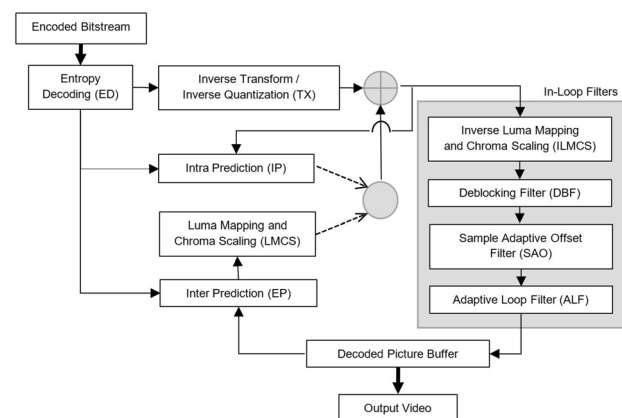 Encoded Bitstream
Entropy
Decoding (ED)
Inverse Transform /
Inverse Quantization (TX)
In-Loop Filters
Inverse Luma Mapping
and Chroma Scaling (ILMCS)
Intra Prediction (IP)
Deblocking Filter (DBF)
Luma Mapping and
Chroma Scaling (LMCS)
Sample Adaptive Offset
Filter (SAO)
Inter Prediction (EP)
Adaptive Loop Filter (ALF)
Decoded Picture Buffer
Output Video